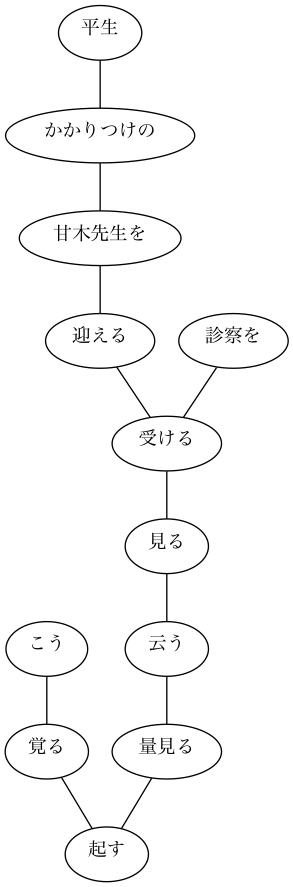 平生
かかりつけの
甘木先生を
迎える
診察を
受ける
見る
こう
云う
覚る
量見る
起す